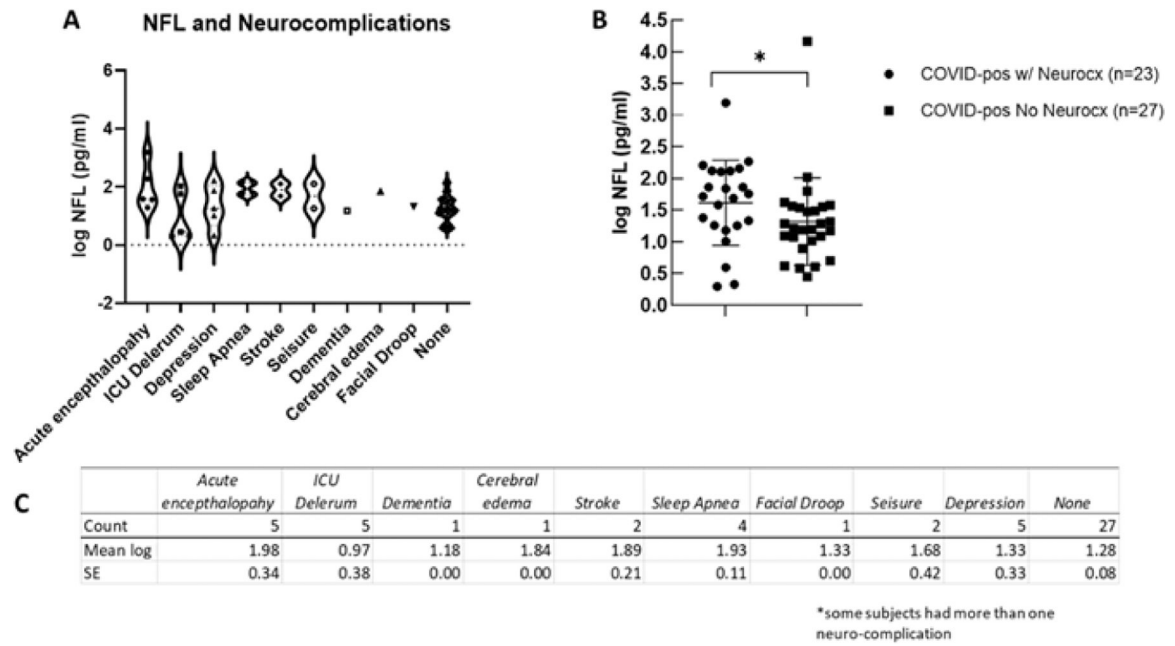 A
NFL and Neurocomplications
log NFL (pg/ml)
6
4
2
0
-2
Acute encepthalopahy
ICU Delerum
Depression
Sleep Apnea
Stroke
Seisure
Dementia
Cerebral edema
Facial Droop
None
B
log NFL (pg/ml)
4.5
4.0
3.5
3.0
2.5
2.0
1.5
1.0
0.5
0.0
*
COVID-pos w/ Neurocx (n=23)
COVID-pos No Neurocx (n=27)
C
Acute encepthalopahy ICU Delerum Dementia Cerebral edema Stroke Sleep Apnea Facial Droop Seisure Depression None
Count 5 5 1 1 2 4 1 2 5 27
Mean log 1.98 0.97 1.18 1.84 1.89 1.93 1.33 1.68 1.33 1.28
SE 0.34 0.38 0.00 0.00 0.21 0.11 0.00 0.42 0.33 0.08
*some subjects had more than one
neuro-complication